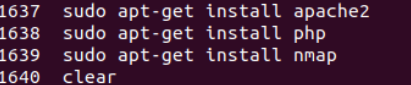 1637 sudo apt-get install apache2
1638 sudo apt-get install php
1639 sudo apt-get install nmap
1640 clear